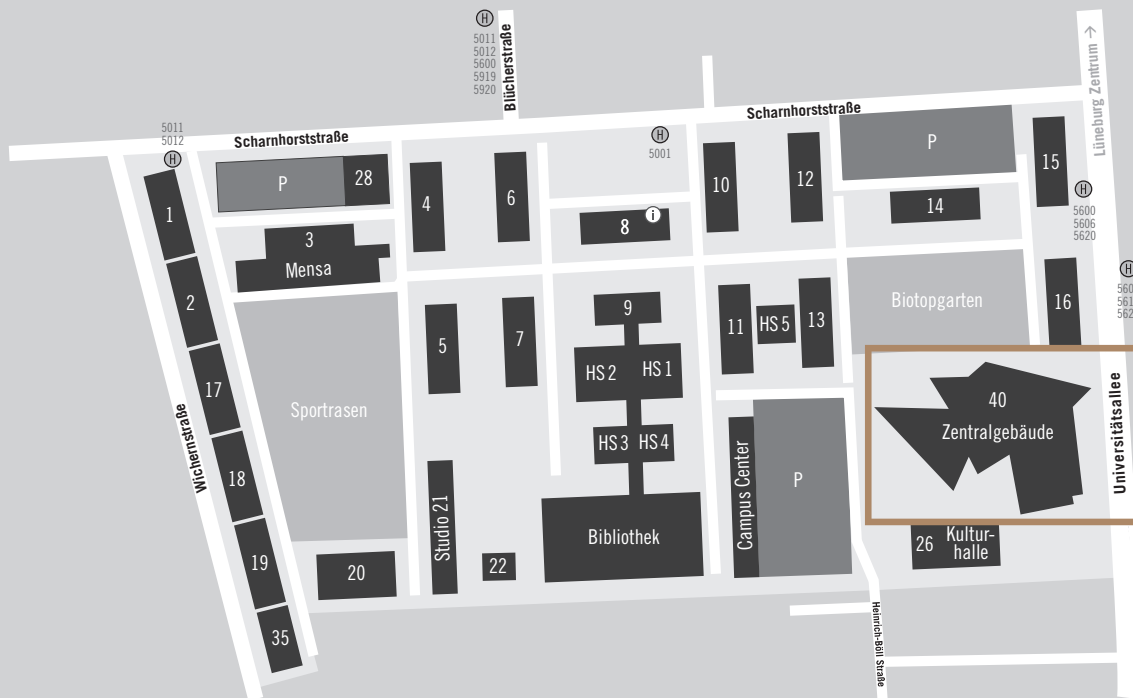 H
5011
5012
5600
5919
5920
Blücherstraße
Lüneburg Zentrum →
Scharnhorststraße
Scharnhorststraße
5011
5012
H
H
5001
P
28
1
3
Mensa
4
6
8
i
10
12
P
14
15
H
5600
5606
5620
H
2
5
7
9
HS 2
HS 1
HS 3
HS 4
11
HS 5
13
Biotopgarten
16
17
Sportrasen
Wichernstraße
18
19
35
20
Studio 21
22
Bibliothek
Campus Center
P
40
Zentralgebäude
Universitätsallee
26
Kultur-
halle
Heinrich-Böll Straße